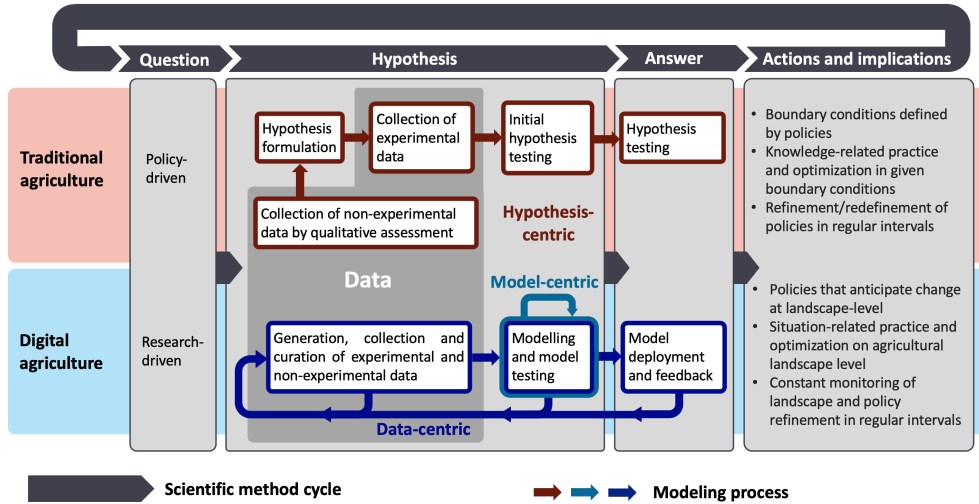 Question
Hypothesis
Answer
Actions and implications
Traditional
agriculture
Policy-
driven
Hypothesis
formulation
Collection of
experimental
data
Initial
hypothesis
testing
Hypothesis
testing
Collection of non-experimental
data by qualitative assessment
Hypothesis-
centric
• Boundary conditions defined
by policies
• Knowledge-related practice
and optimization in given
boundary conditions
• Refinement/redefinement of
policies in regular intervals
Data
Digital
agriculture
Research-
driven
Model-centric
Generation, collection and
curation of experimental and
non-experimental data
Modelling
and model
testing
Model
deployment
and feedback
Data-centric
• Policies that anticipate change
at landscape-level
• Situation-related practice and
optimization on agricultural
landscape level
• Constant monitoring of
landscape and policy
refinement in regular intervals
Scientific method cycle
Modeling process